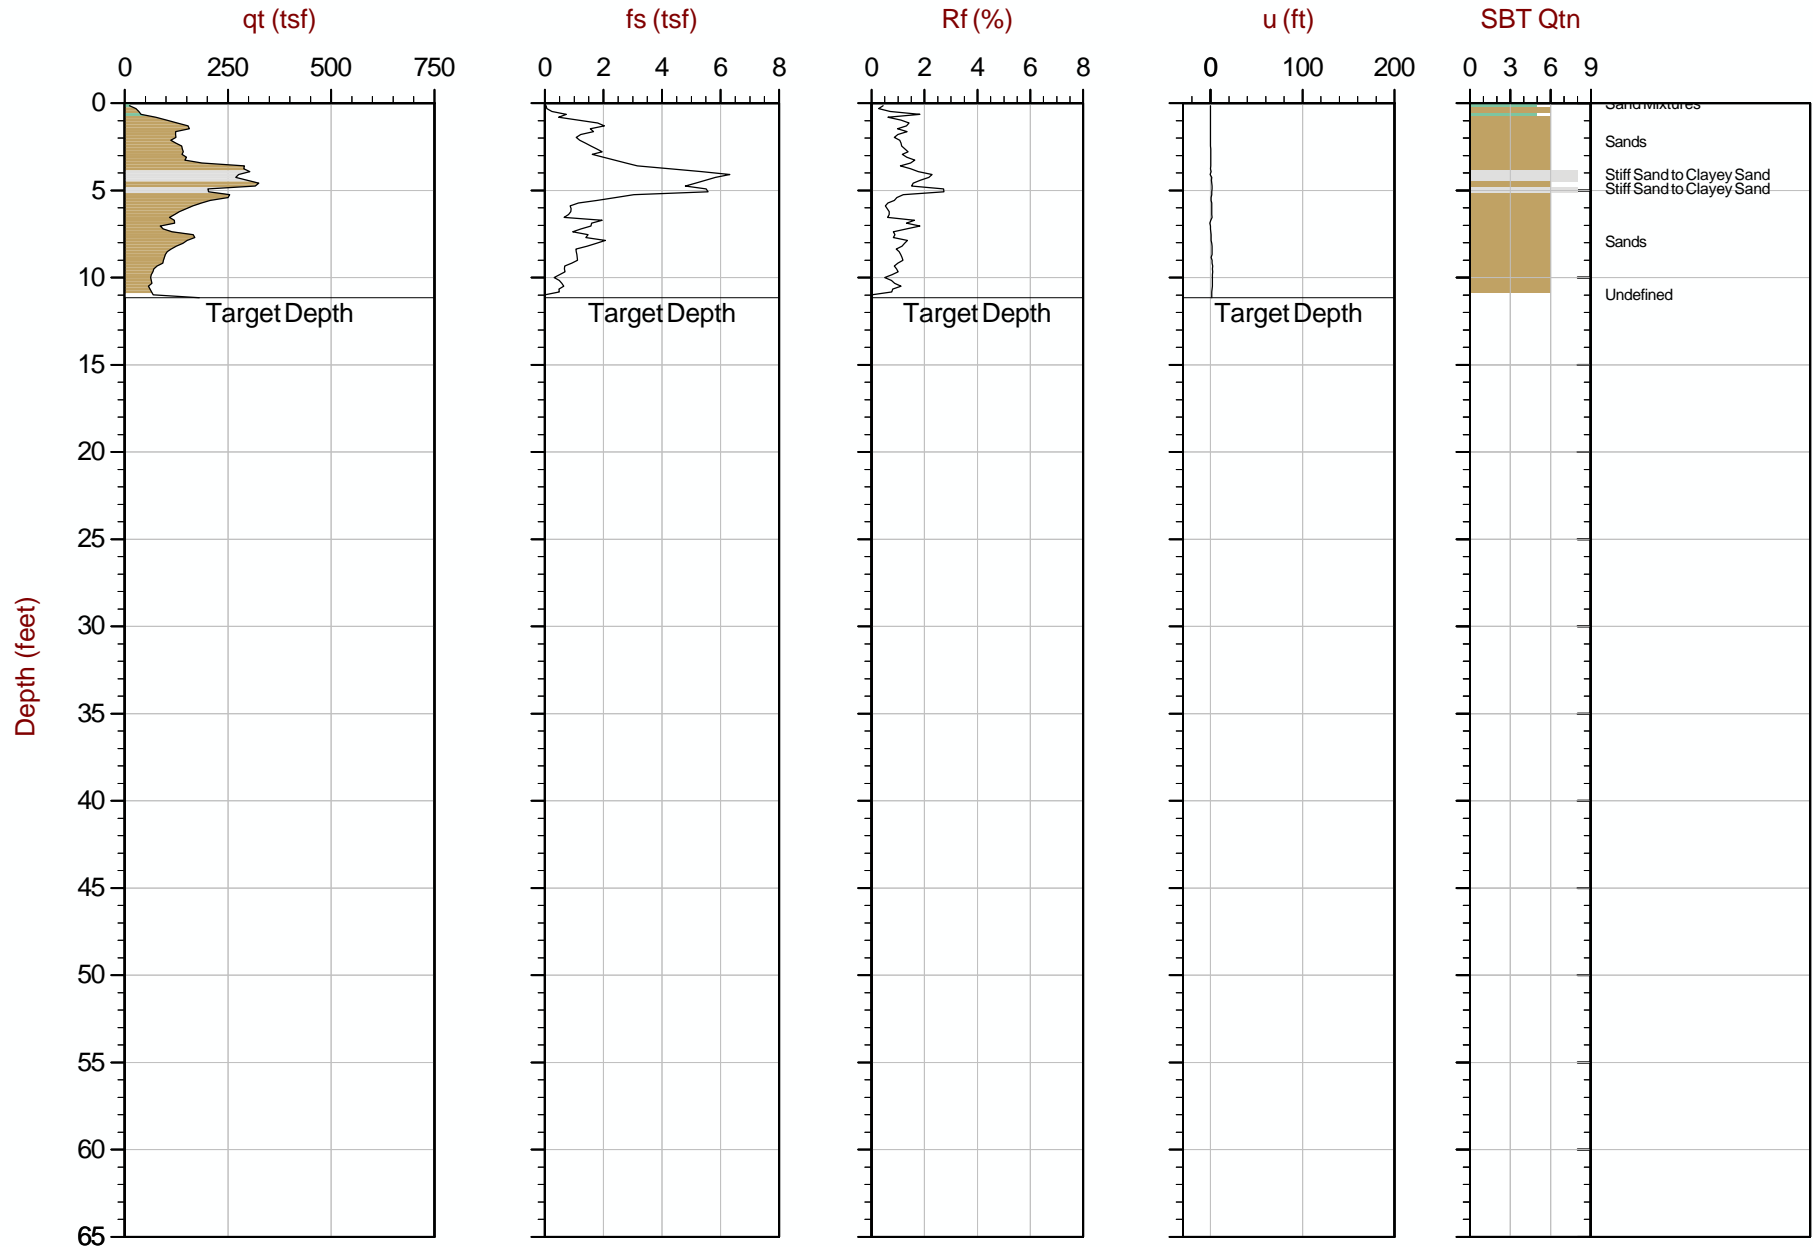 qt (tsf) fs (tsf) Rf (%) u (ft) SBT Qtn
0 250 500 750 0 2 4 6 8 0 2 4 6 8 0 100 200 0 3 6 9
0
Sand Mixtures
Sands
Stiff Sand to Clayey Sand
5
Stiff Sand to Clayey Sand
Sands
10
Undefined
Target Depth Target Depth Target Depth Target Depth
15
20
25
30
35
40
45
50
55
60
65
Depth (feet)